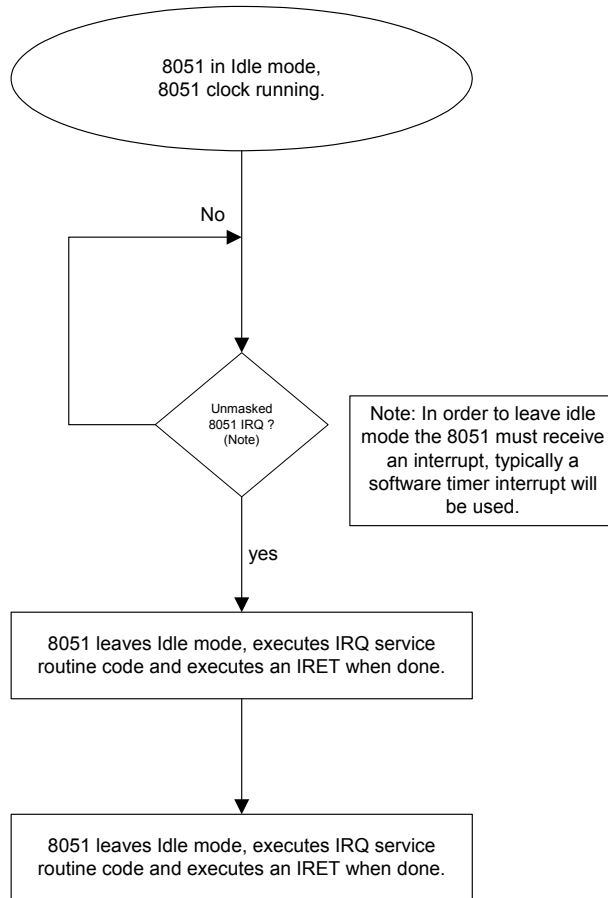 8051 in Idle mode,
8051 clock running.
No
Unmasked
8051 IRQ ?
(Note)
Note: In order to leave idle
mode the 8051 must receive
an interrupt, typically a
software timer interrupt will
be used.
yes
8051 leaves Idle mode, executes IRQ service
routine code and executes an IRET when done.
8051 leaves Idle mode, executes IRQ service
routine code and executes an IRET when done.